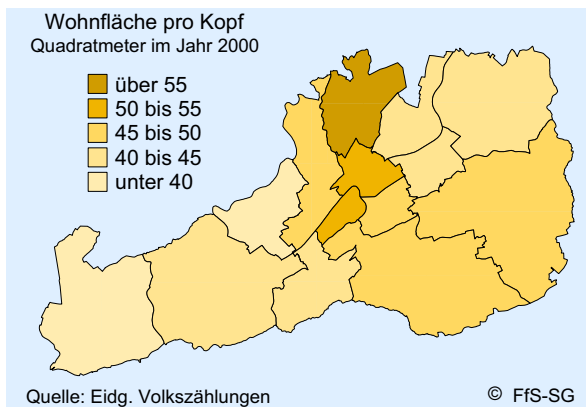 Wohnfläche pro Kopf
Quadratmeter im Jahr 2000
über 55
50 bis 55
45 bis 50
40 bis 45
unter 40
Quelle: Eidg. Volkszählungen
© FfS-SG